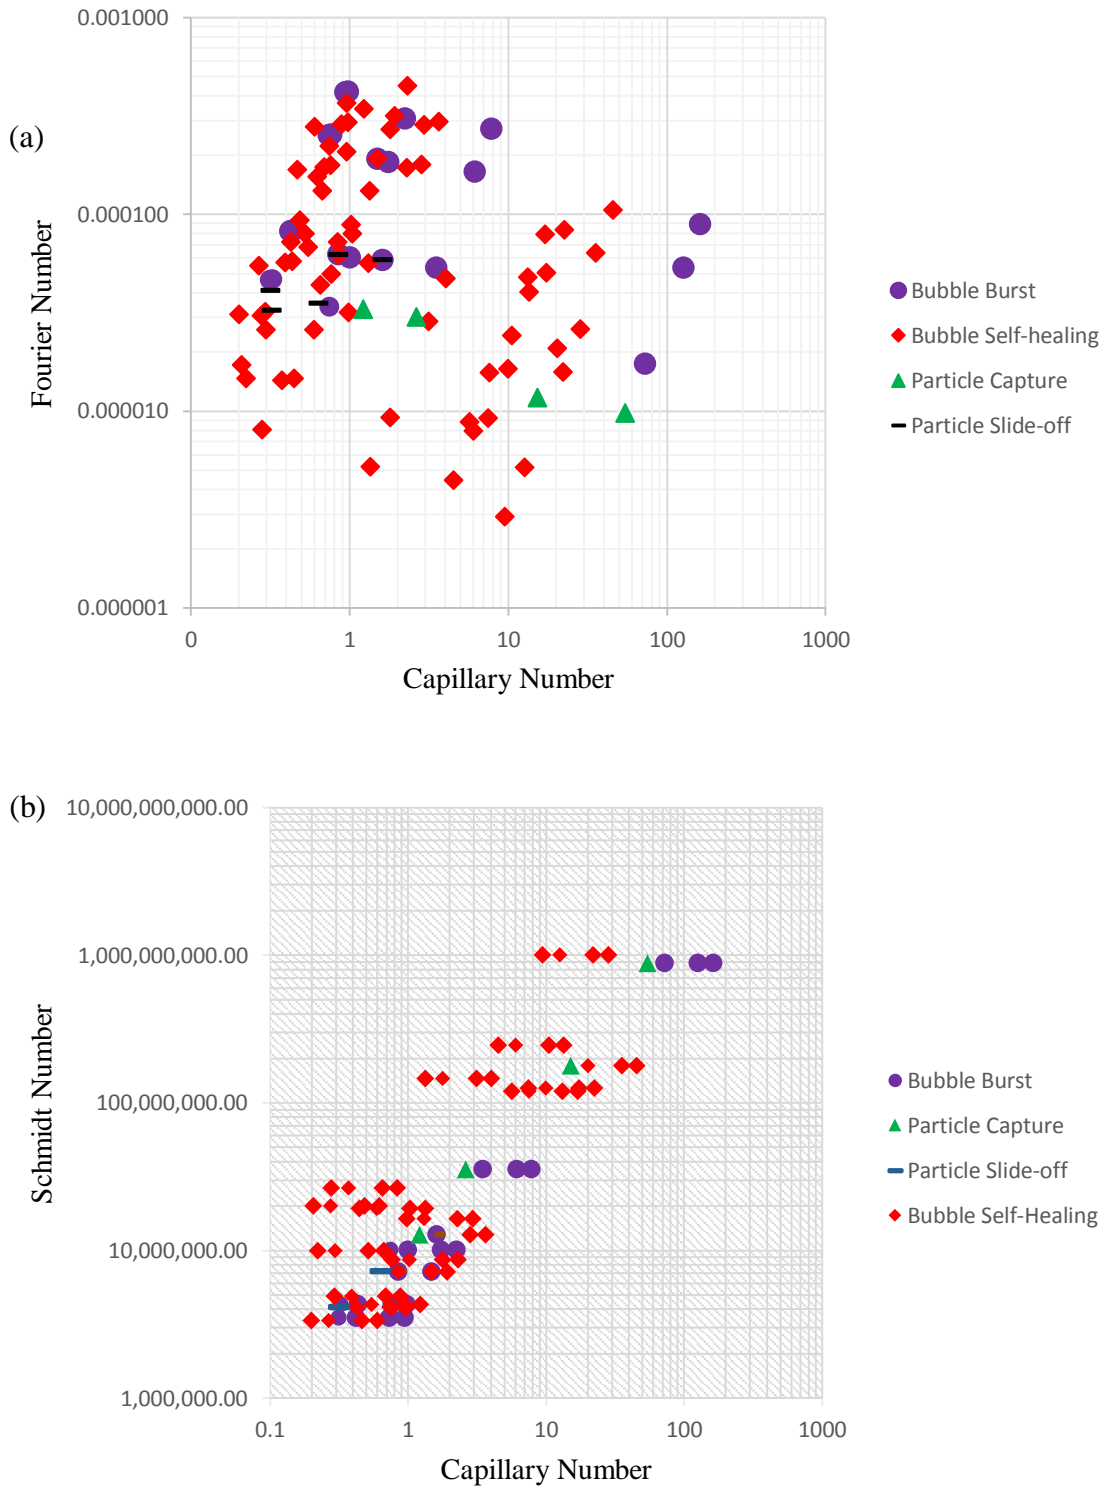 (a)
0.001000
0.000100
0.000010
0.000001
Fourier Number
0
1
10
100
1000
Capillary Number
Bubble Burst
Bubble Self-healing
Particle Capture
Particle Slide-off
(b)
10,000,000,000.00
1,000,000,000.00
100,000,000.00
10,000,000.00
1,000,000.00
Schmidt Number
0.1
1
10
100
1000
Capillary Number
Bubble Burst
Particle Capture
Particle Slide-off
Bubble Self-Healing